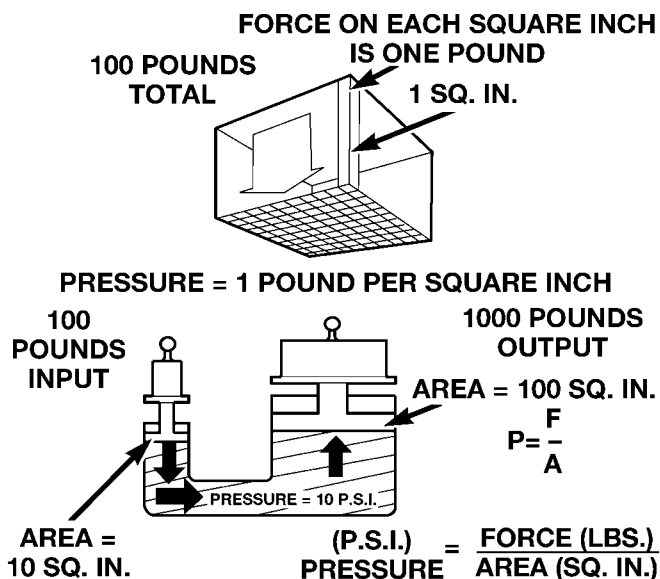 FORCE ON EACH SQUARE INCH
IS ONE POUND
100 POUNDS
TOTAL
1 SQ. IN.
PRESSURE = 1 POUND PER SQUARE INCH
100
POUNDS
INPUT
1000 POUNDS
OUTPUT
AREA = 100 SQ. IN.
P= F
A
PRESSURE = 10 P.S.I.
AREA =
10 SQ. IN.
(P.S.I.)
PRESSURE = FORCE (LBS.)
AREA (SQ. IN.)